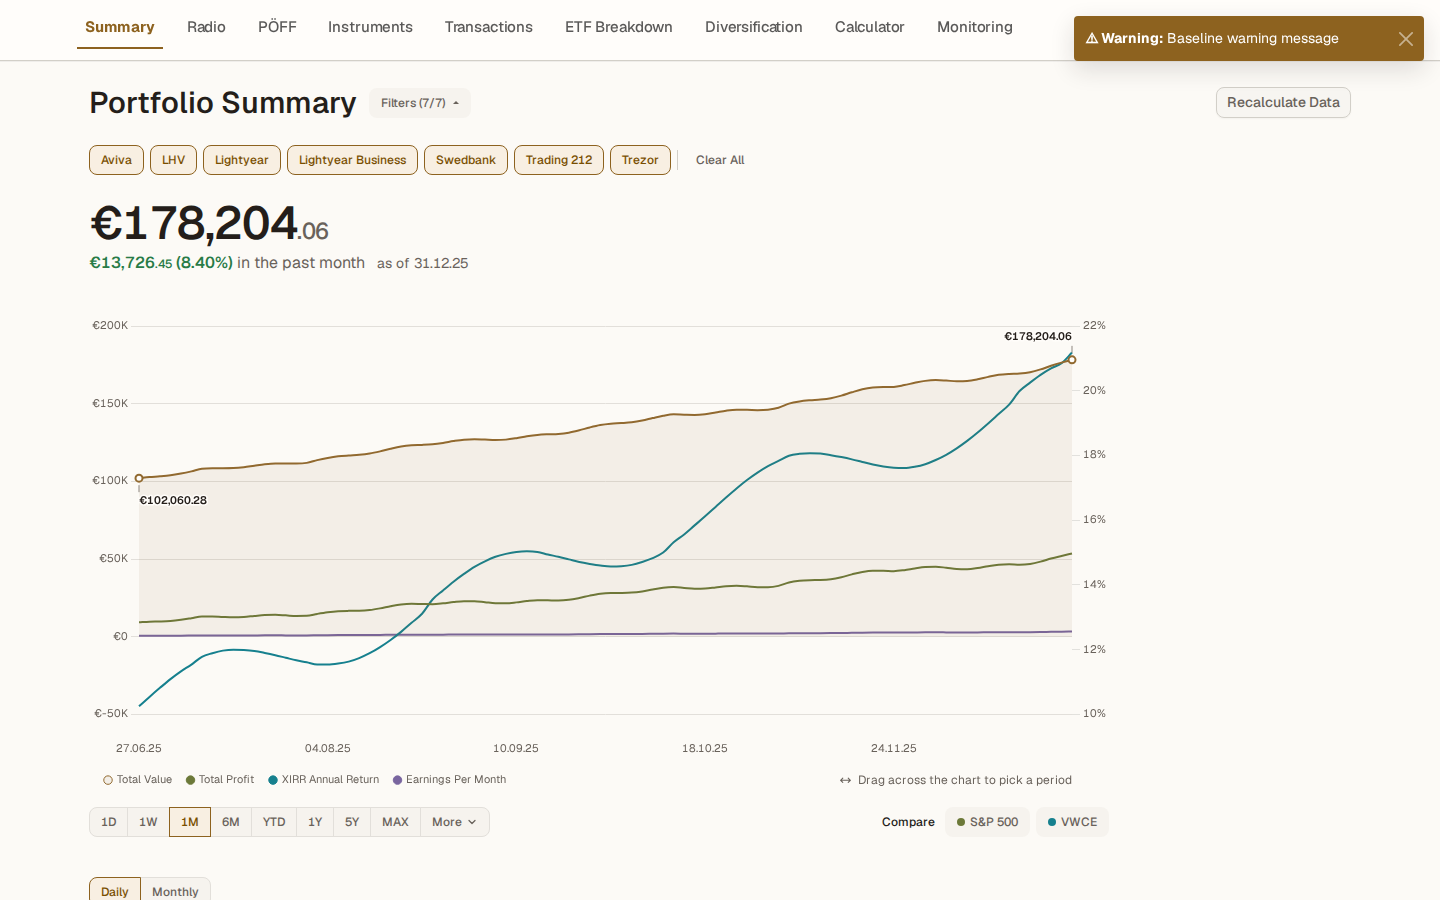 Summary Radio PÖFF Instruments Transactions ETF Breakdown Diversification Calculator Monitoring
⚠ Warning: Baseline warning message
Portfolio Summary Filters (7/7) Recalculate Data
Aviva LHV Lightyear Lightyear Business Swedbank Trading 212 Trezor Clear All
€178,204.06
€13,726.45 (8.40%) in the past month as of 31.12.25
€200K 22%
€178,204.06
20%
€150K
18%
€100K
€102,060.28
16%
€50K
14%
€0
12%
€-50K 10%
27.06.25 04.08.25 10.09.25 18.10.25 24.11.25
Total Value Total Profit XIRR Annual Return Earnings Per Month ↔ Drag across the chart to pick a period
1D 1W 1M 6M YTD 1Y 5Y MAX More Compare S&P 500 VWCE
Daily Monthly